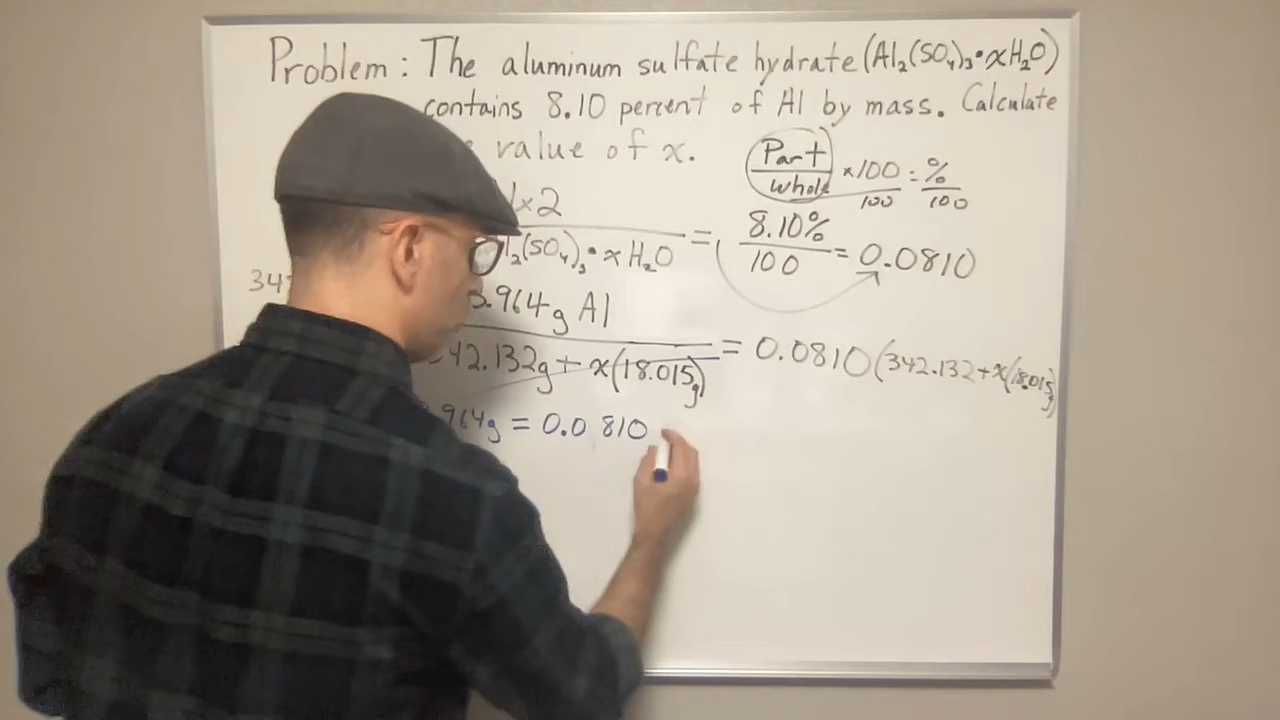 Problem: The aluminum sulfate hydrate (Al₂(SO₄)₃•xH₂O)
contains 8.10 percent of Al by mass. Calculate
value of x.
Part/Whole ×100/100 = %/100
×2
(SO₄)₃•xH₂O = 8.10%/100 = 0.0810
34
.964g Al
42.132g + x(18.015g) = 0.0810(342.132+x(18.015g)
964g = 0.0810